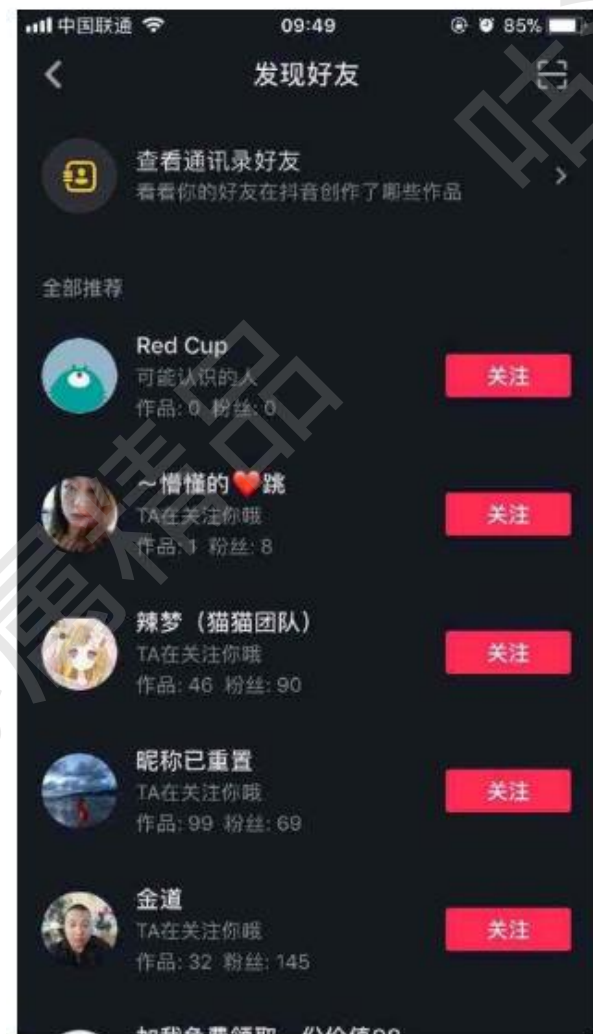 中国联通 09:49 85%
发现好友
查看通讯录好友
看看你的好友在抖音创作了哪些作品
全部推荐
Red Cup
可能认识的人
作品: 0 粉丝: 0
关注
～懵懂的❤️跳
TA在关注你哦
作品: 1 粉丝: 8
关注
辣梦（猫猫团队）
TA在关注你哦
作品: 46 粉丝: 90
关注
昵称已重置
TA在关注你哦
作品: 99 粉丝: 69
关注
金道
TA在关注你哦
作品: 32 粉丝: 145
关注